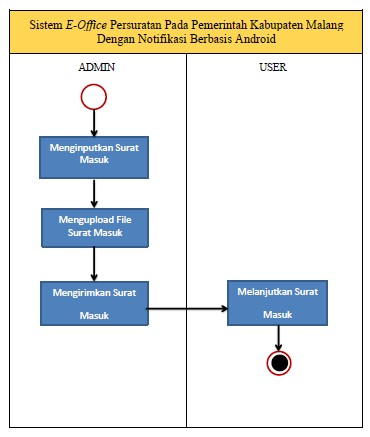 Sistem E-Office Persuratan Pada Pemerintah Kabupaten Malang
Dengan Notifikasi Berbasis Android
ADMIN
USER
Menginputkan Surat
Masuk
Mengupload File
Surat Masuk
Mengirimkan Surat
Masuk
Melanjutkan Surat
Masuk